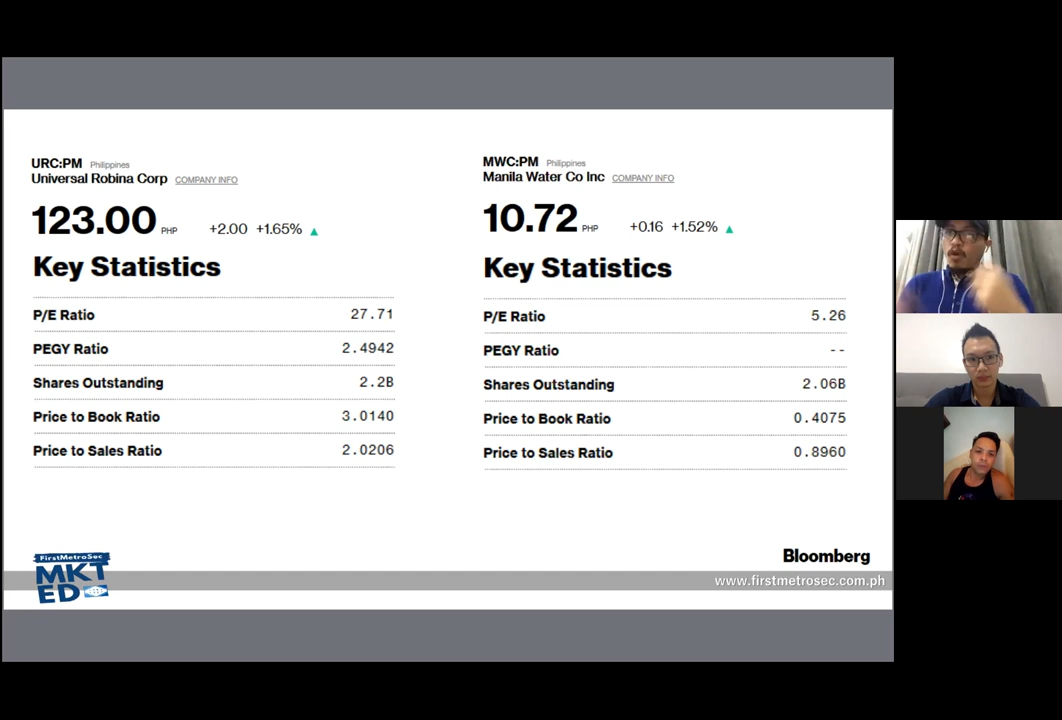 URC:PM Philippines
Universal Robina Corp COMPANY INFO
123.00 PHP +2.00 +1.65% ▲
Key Statistics
P/E Ratio 27.71
PEGY Ratio 2.4942
Shares Outstanding 2.2B
Price to Book Ratio 3.0140
Price to Sales Ratio 2.0206
MWC:PM Philippines
Manila Water Co Inc COMPANY INFO
10.72 PHP +0.16 +1.52% ▲
Key Statistics
P/E Ratio 5.26
PEGY Ratio --
Shares Outstanding 2.06B
Price to Book Ratio 0.4075
Price to Sales Ratio 0.8960
FirstMetroSec
MKT
ED
Bloomberg
www.firstmetrosec.com.ph